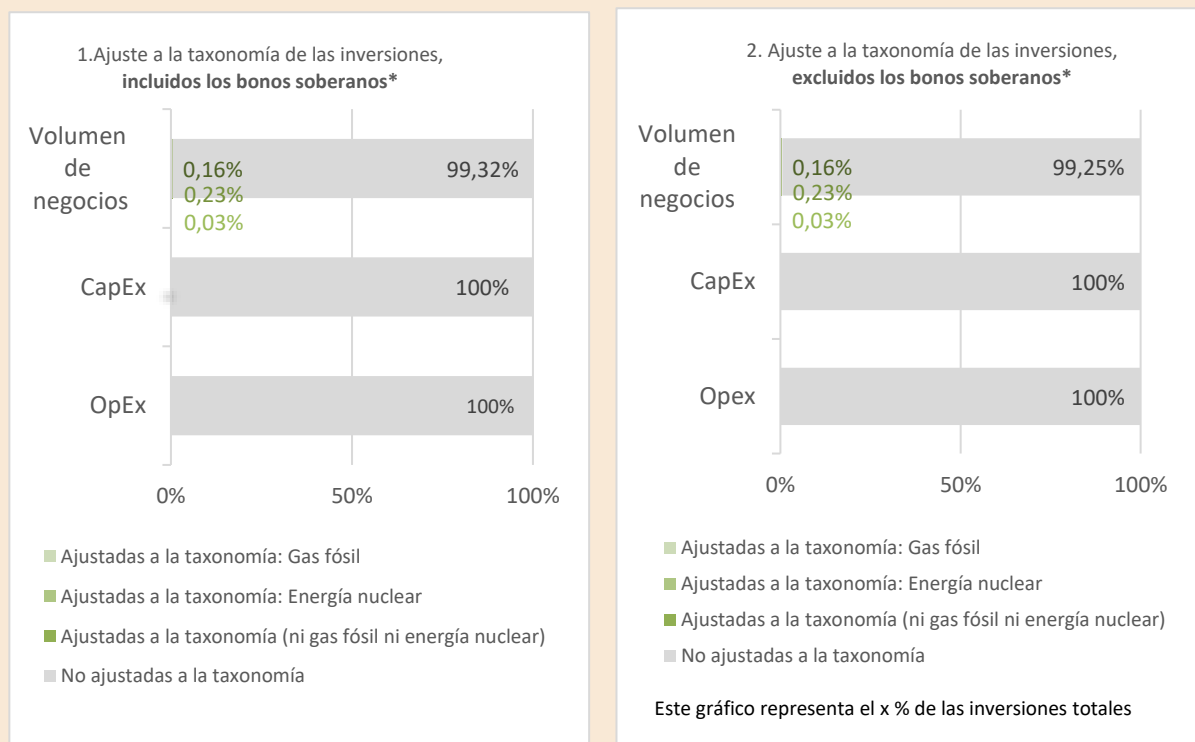 1.Ajuste a la taxonomía de las inversiones,
incluidos los bonos soberanos*
Volumen
de
negocios
0,16%
99,32%
0,23%
0,03%
CapEx
100%
OpEx
100%
0%
50%
100%
Ajustadas a la taxonomía: Gas fósil
Ajustadas a la taxonomía: Energía nuclear
Ajustadas a la taxonomía (ni gas fósil ni energía nuclear)
No ajustadas a la taxonomía
2. Ajuste a la taxonomía de las inversiones,
excluidos los bonos soberanos*
Volumen
de
negocios
0,16%
99,25%
0,23%
0,03%
CapEx
100%
Opex
100%
0%
50%
100%
Ajustadas a la taxonomía: Gas fósil
Ajustadas a la taxonomía: Energía nuclear
Ajustadas a la taxonomía (ni gas fósil ni energía nuclear)
No ajustadas a la taxonomía
Este gráfico representa el x % de las inversiones totales